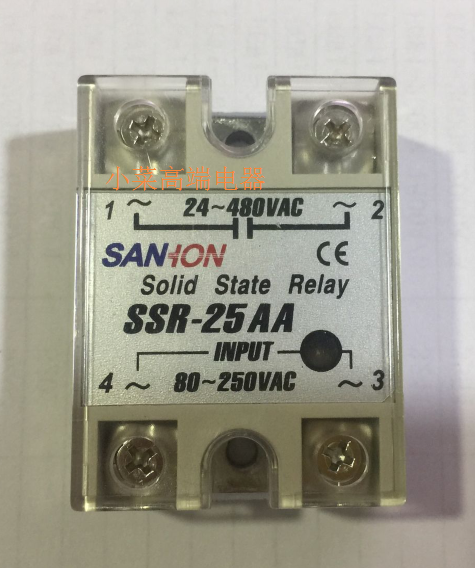 小柒高端电器
1 ~ 24~480VAC ~ 2
SANHON CE
Solid State Relay
SSR-25AA
INPUT
4 ~ 80~250VAC ~3